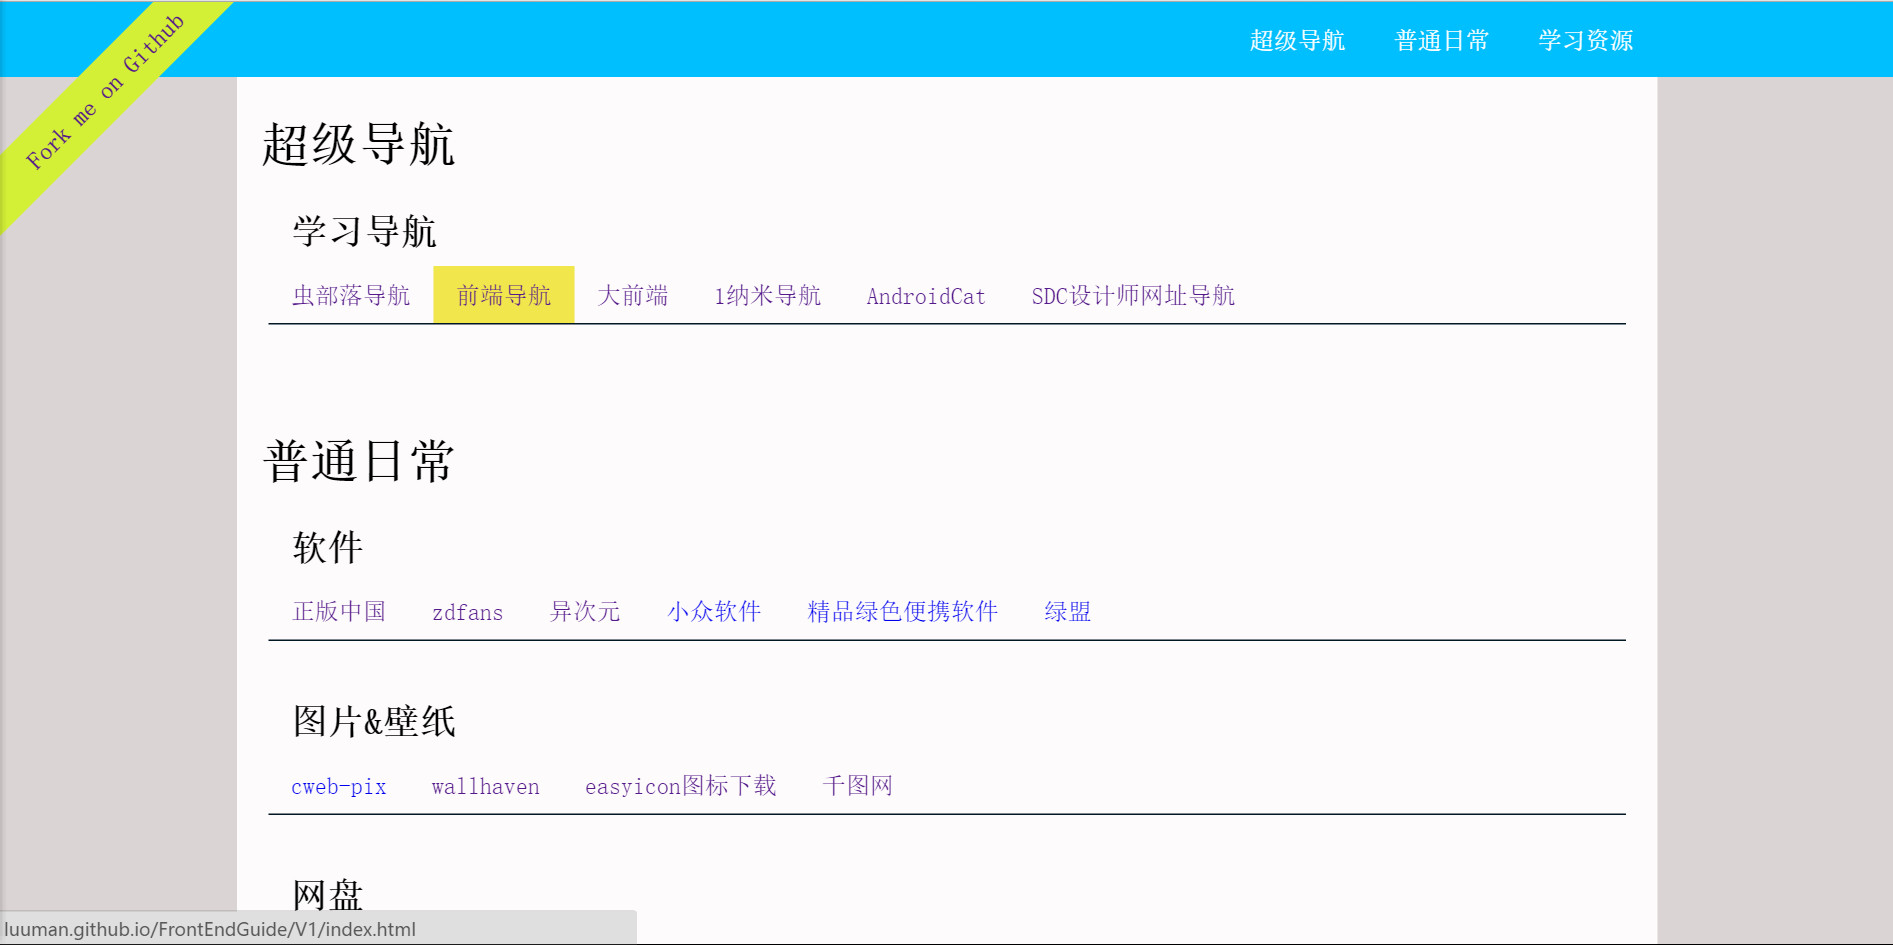 Fork me on Github
超级导航 普通日常 学习资源
超级导航
学习导航
虫部落导航 前端导航 大前端 1纳米导航 AndroidCat SDC设计师网址导航
普通日常
软件
正版中国 zdfans 异次元 小众软件 精品绿色便携软件 绿盟
图片&壁纸
cweb-pix wallhaven easyicon图标下载 千图网
网盘
luuman.github.io/FrontEndGuide/V1/index.html